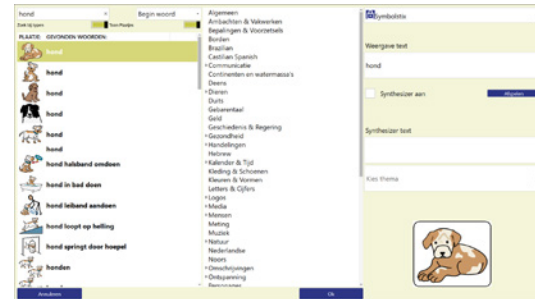 hond
Begin woord
Zoek bij typen
Toon Plaatjes
PLAATJE: GEVONDEN WOORDEN:
hond
hond
hond
hond
hond
hond
hond halsband omdoen
hond in bad doen
hond leiband aandoen
hond loopt op helling
hond springt door hoepel
honden
honden
Annuleren
Algemeen
Ambachten & Vakwerken
Bepalingen & Voorzetsels
Borden
Brazilian
Castilian Spanish
Communicatie
Continenten en watermassa's
Deens
Dieren
Duits
Gebarentaal
Geld
Geschiedenis & Regering
Gezondheid
Handelingen
Hebrew
Kalender & Tijd
Kleding & Schoenen
Kleuren & Vormen
Letters & Cijfers
Logos
Media
Mensen
Meting
Muziek
Natuur
Nederlandse
Noors
Omschrijvingen
Ontspanning
Ok
Symbolstix
Weergave text
hond
Synthesizer aan
Afspelen
Synthesizer text
Kies thema